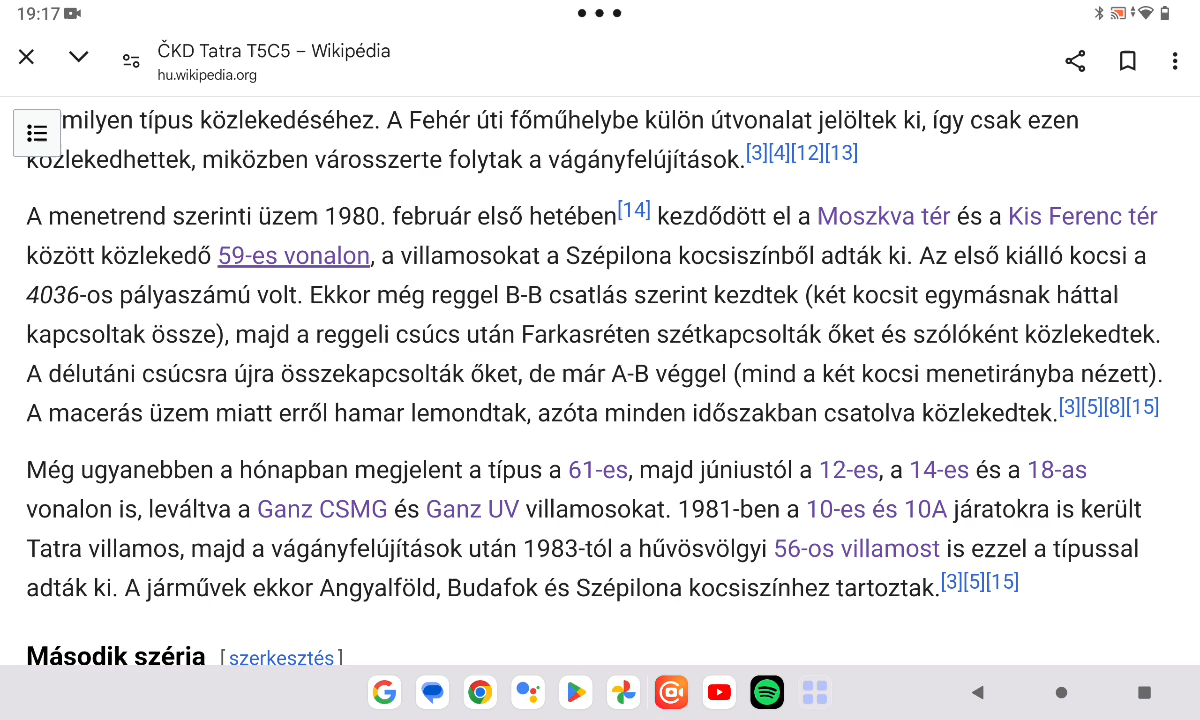 19:17
ČKD Tatra T5C5 – Wikipédia
hu.wikipedia.org
milyen típus közlekedéséhez. A Fehér úti főműhelybe külön útvonalat jelöltek ki, így csak ezen
közlekedhettek, miközben városszerte folytak a vágányfelújítások.[3][4][12][13]
A menetrend szerinti üzem 1980. február első hetében[14] kezdődött el a Moszkva tér és a Kis Ferenc tér
között közlekedő 59-es vonalon, a villamosokat a Szépilona kocsiszínből adták ki. Az első kiálló kocsi a
4036-os pályaszámú volt. Ekkor még reggel B-B csatlás szerint kezdtek (két kocsit egymásnak háttal
kapcsoltak össze), majd a reggeli csúcs után Farkasréten szétkapcsolták őket és szólóként közlekedtek.
A délutáni csúcsra újra összekapcsolták őket, de már A-B véggel (mind a két kocsi menetirányba nézett).
A macerás üzem miatt erről hamar lemondtak, azóta minden időszakban csatolva közlekedtek.[3][5][8][15]
Még ugyanebben a hónapban megjelent a típus a 61-es, majd júniustól a 12-es, a 14-es és a 18-as
vonalon is, leváltva a Ganz CSMG és Ganz UV villamosokat. 1981-ben a 10-es és 10A járatokra is került
Tatra villamos, majd a vágányfelújítások után 1983-tól a hűvösvölgyi 56-os villamost is ezzel a típussal
adták ki. A járművek ekkor Angyalföld, Budafok és Szépilona kocsiszínhez tartoztak.[3][5][15]
Második széria [szerkesztés]